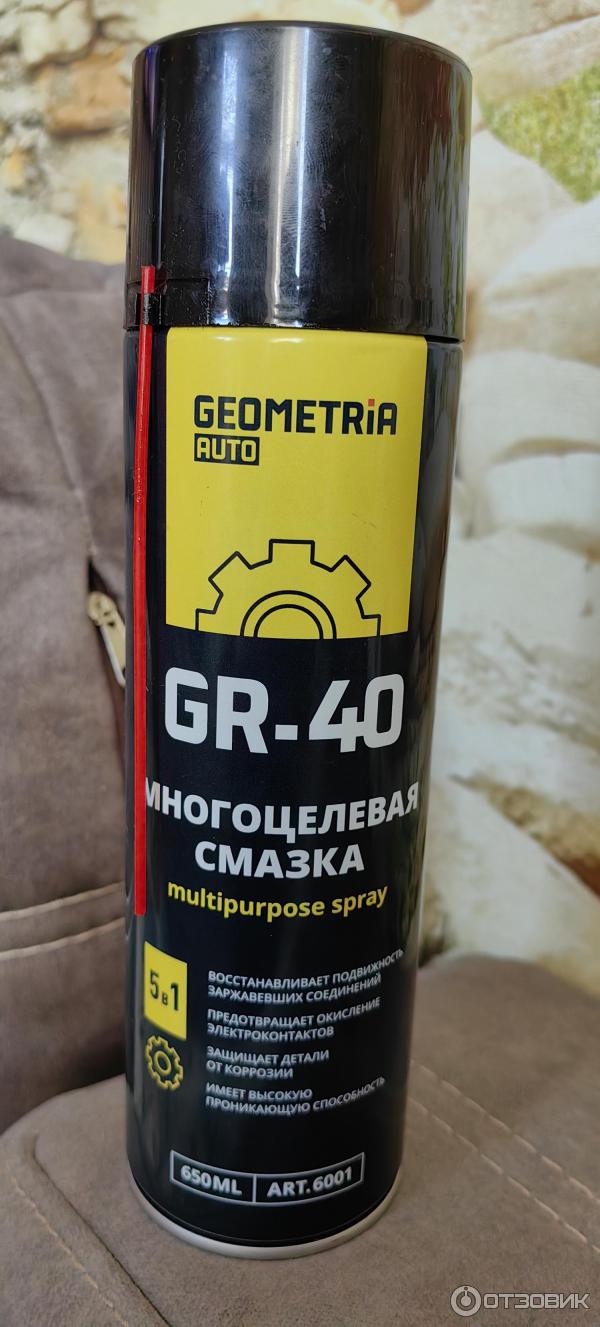 GEOMETRiA
AUTO
GR-40
МНОГОЦЕЛЕВАЯ
СМАЗКА
multipurpose spray
5в1
ВОССТАНАВЛИВАЕТ ПОДВИЖНОСТЬ
ЗАРЖАВЕВШИХ СОЕДИНЕНИЙ
ПРЕДОТВРАЩАЕТ ОКИСЛЕНИЕ
ЭЛЕКТРОКОНТАКТОВ
ЗАЩИЩАЕТ ДЕТАЛИ
ОТ КОРРОЗИИ
ИМЕЕТ ВЫСОКУЮ
ПРОНИКАЮЩУЮ СПОСОБНОСТЬ
650ML ART.6001
ОТЗОВИК